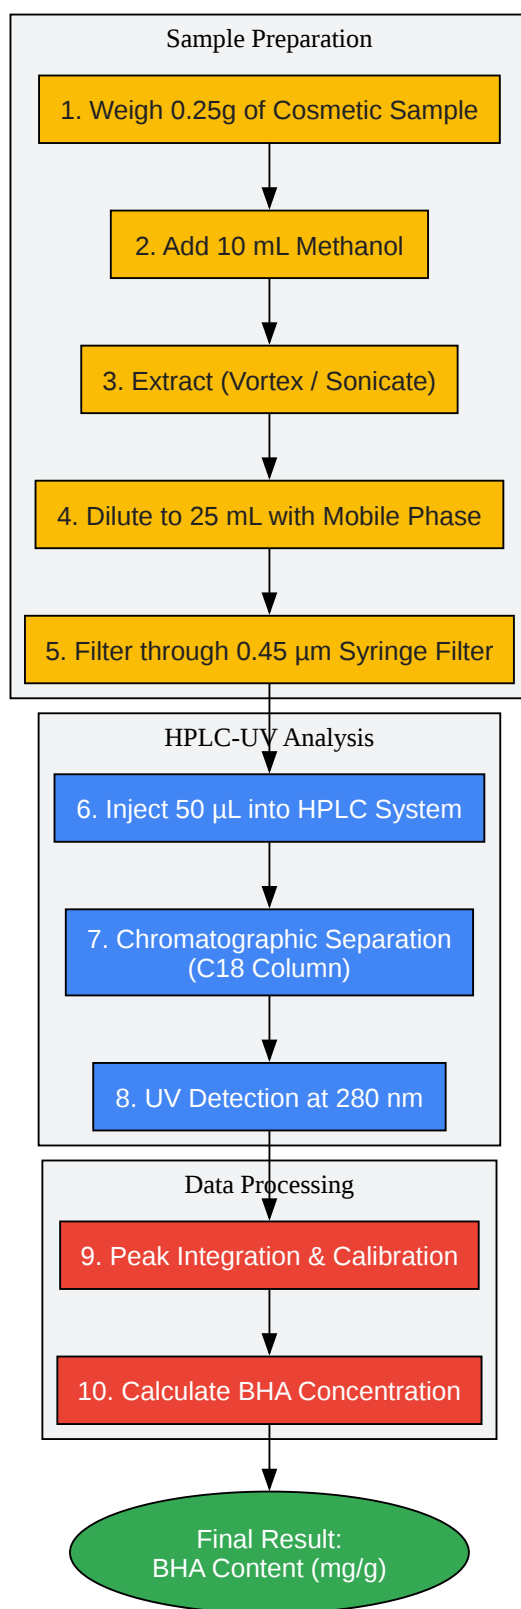 Sample Preparation
1. Weigh 0.25g of Cosmetic Sample
2. Add 10 mL Methanol
3. Extract (Vortex / Sonicate)
4. Dilute to 25 mL with Mobile Phase
5. Filter through 0.45 µm Syringe Filter
HPLC-UV Analysis
6. Inject 50 µL into HPLC System
7. Chromatographic Separation
(C18 Column)
8. UV Detection at 280 nm
Data Processing
9. Peak Integration & Calibration
10. Calculate BHA Concentration
Final Result:
BHA Content (mg/g)